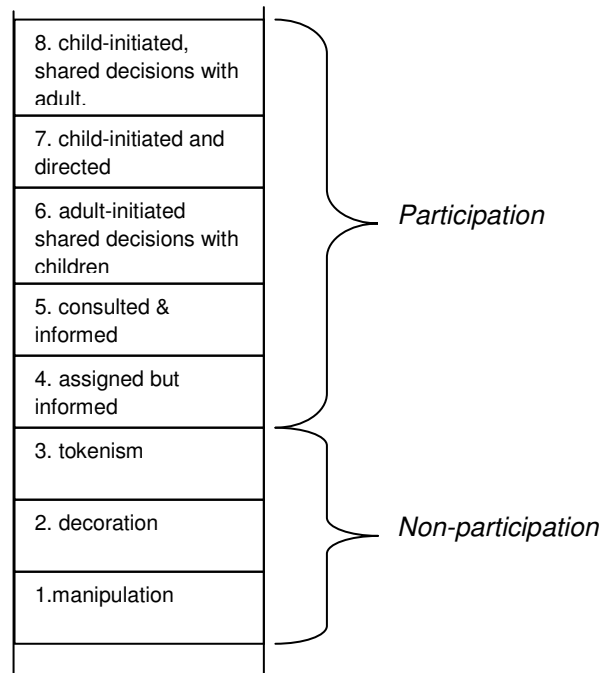 8. child-initiated,
shared decisions with
adult.
7. child-initiated and
directed
6. adult-initiated
shared decisions with
children
Participation
5. consulted &
informed
4. assigned but
informed
3. tokenism
2. decoration
Non-participation
1.manipulation